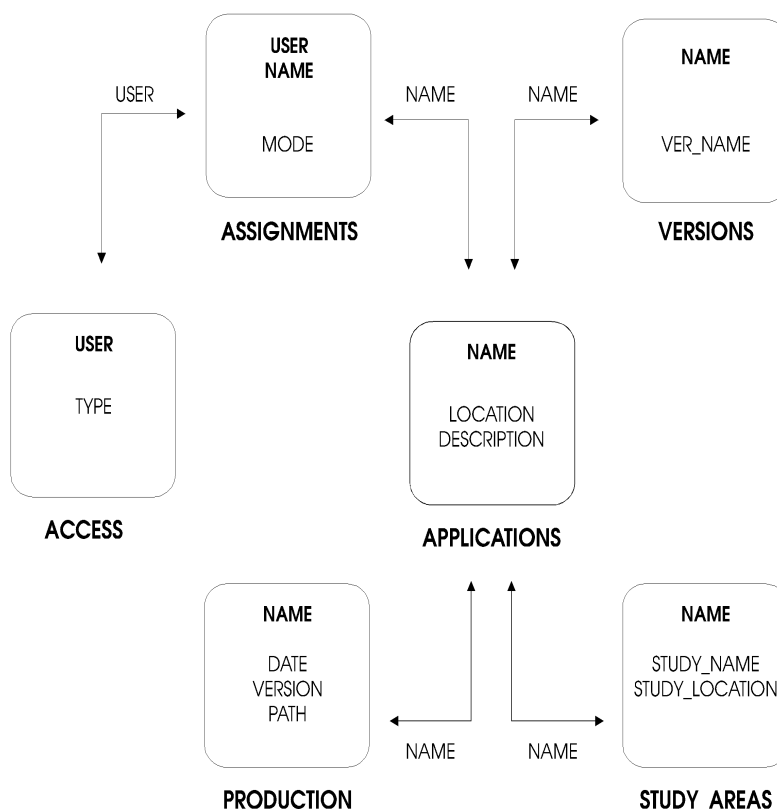 USER
NAME
MODE
ASSIGNMENTS
USER
NAME
NAME
NAME
VER_NAME
VERSIONS
USER
TYPE
ACCESS
NAME
LOCATION
DESCRIPTION
APPLICATIONS
NAME
DATE
VERSION
PATH
PRODUCTION
NAME
NAME
NAME
STUDY_NAME
STUDY_LOCATION
STUDY AREAS